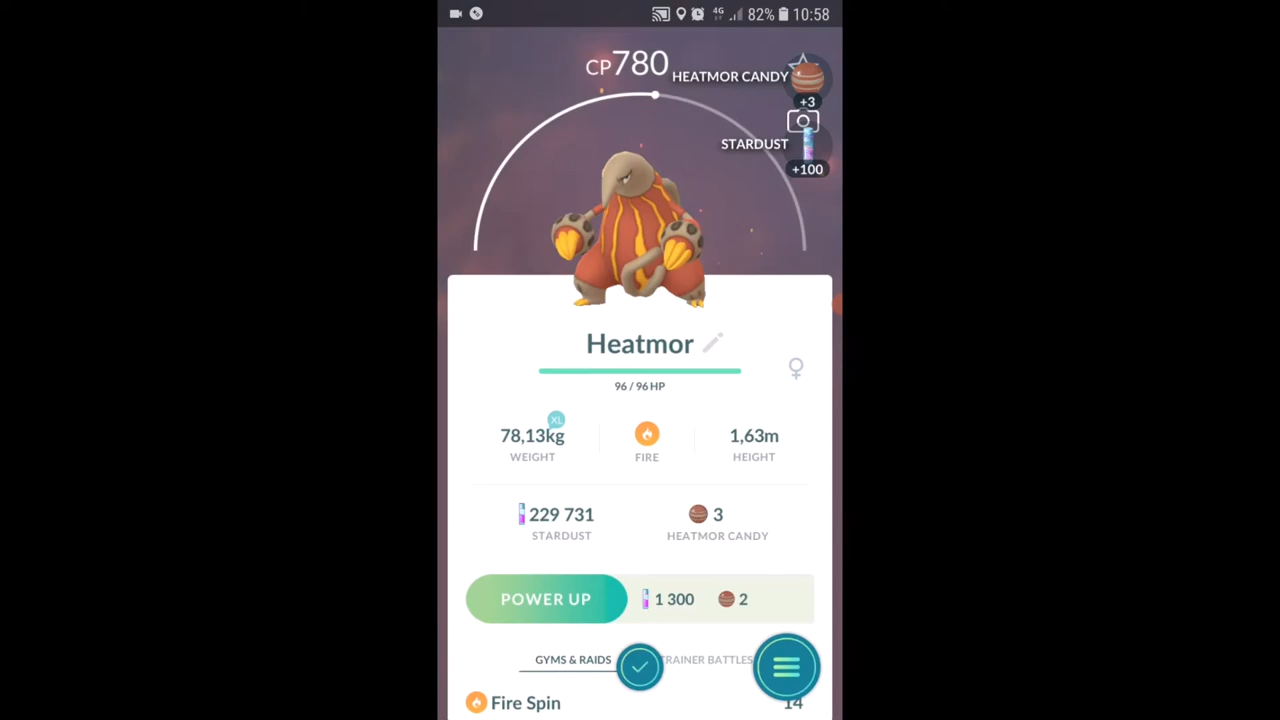 4G 82% 10:58
CP780
HEATMOR CANDY
+3
STARDUST
+100
Heatmor
96 / 96 HP
XL
78,13kg
WEIGHT
FIRE
1,63m
HEIGHT
229 731
STARDUST
3
HEATMOR CANDY
POWER UP 1 300 2
GYMS & RAIDS TRAINER BATTLES
Fire Spin 14